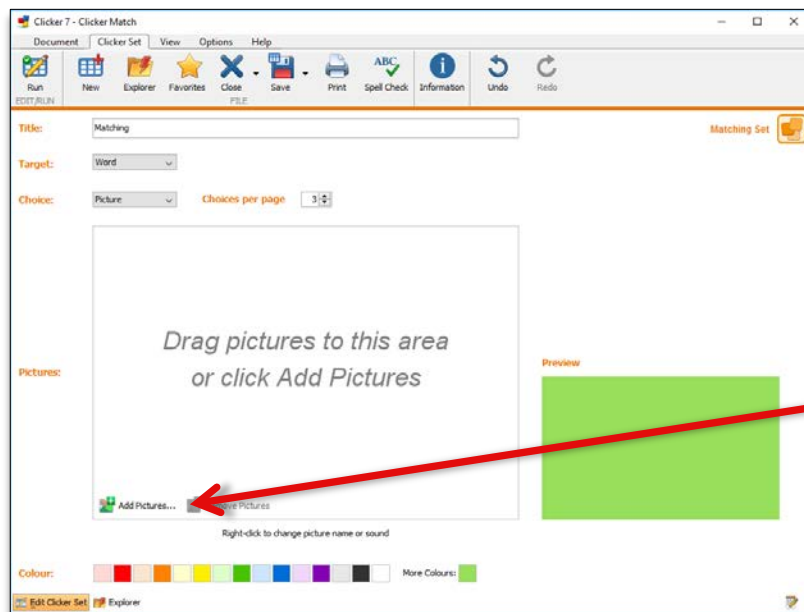 Clicker 7 - Clicker Match
Document Clicker Set View Options Help
ABC
Run New Explorer Favorites Close Save Print Spell Check Information Undo Redo
EDIT/RUN FILE
Title: Matching Matching Set
Target: Word
Choice: Picture Choices per page 3
Drag pictures to this area
or click Add Pictures
Pictures:
Preview
Add Pictures... Pictures
Right-click to change picture name or sound
Colour: More Colours:
Edit Clicker Set Explorer